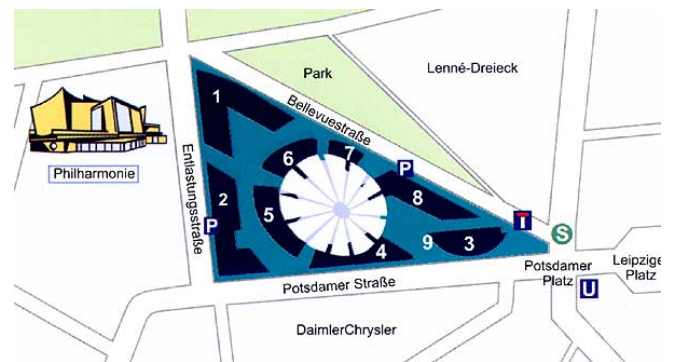 Park
Lenné-Dreieck
1
Bellevuestraße
Philharmonie
Entlastungsstraße
6
7
P
2
5
8
P
T
S
9
3
4
Potsdamer Straße
Potsdamer
Platz
Leipzige
Platz
U
DaimlerChrysler